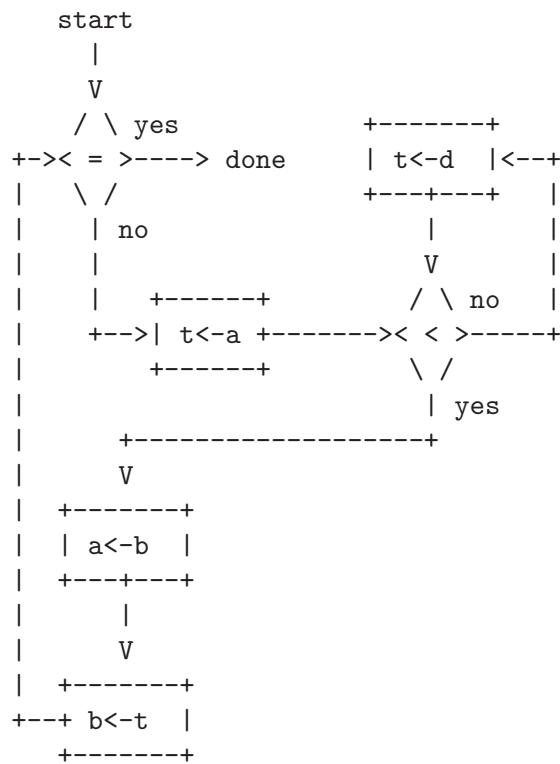 start
|
V
/ \ yes +-------+
+->< = >----> done | t<-d |<--+
| \ / +---+---+ |
| | no | |
| | V |
| | +------+ / \ no |
| +-->| t<-a +------->< < >-----+
| +------+ \ /
| | yes
| +-------------------+
| V
| +-------+
| | a<-b |
| +---+---+
| |
| V
| +-------+
+--+ b<-t |
+-------+